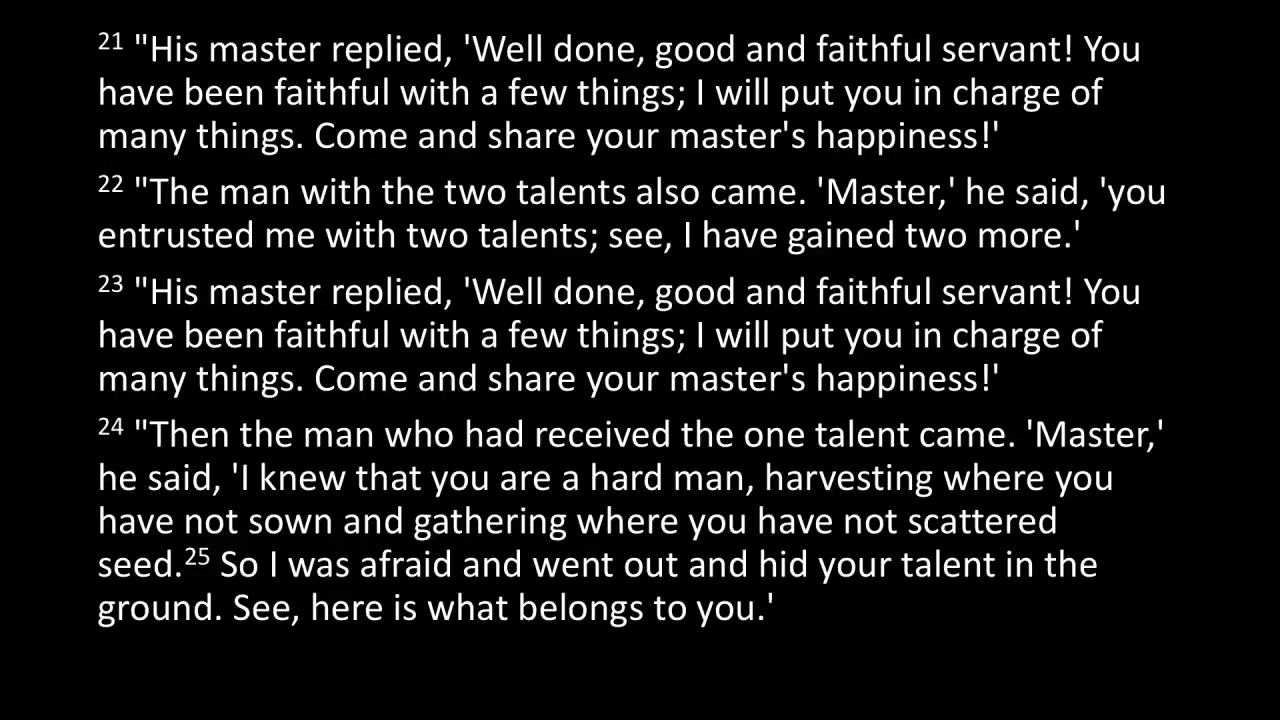 21 "His master replied, 'Well done, good and faithful servant! You
have been faithful with a few things; I will put you in charge of
many things. Come and share your master's happiness!'
22 "The man with the two talents also came. 'Master,' he said, 'you
entrusted me with two talents; see, I have gained two more.'
23 "His master replied, 'Well done, good and faithful servant! You
have been faithful with a few things; I will put you in charge of
many things. Come and share your master's happiness!'
24 "Then the man who had received the one talent came. 'Master,'
he said, 'I knew that you are a hard man, harvesting where you
have not sown and gathering where you have not scattered
seed.25 So I was afraid and went out and hid your talent in the
ground. See, here is what belongs to you.'